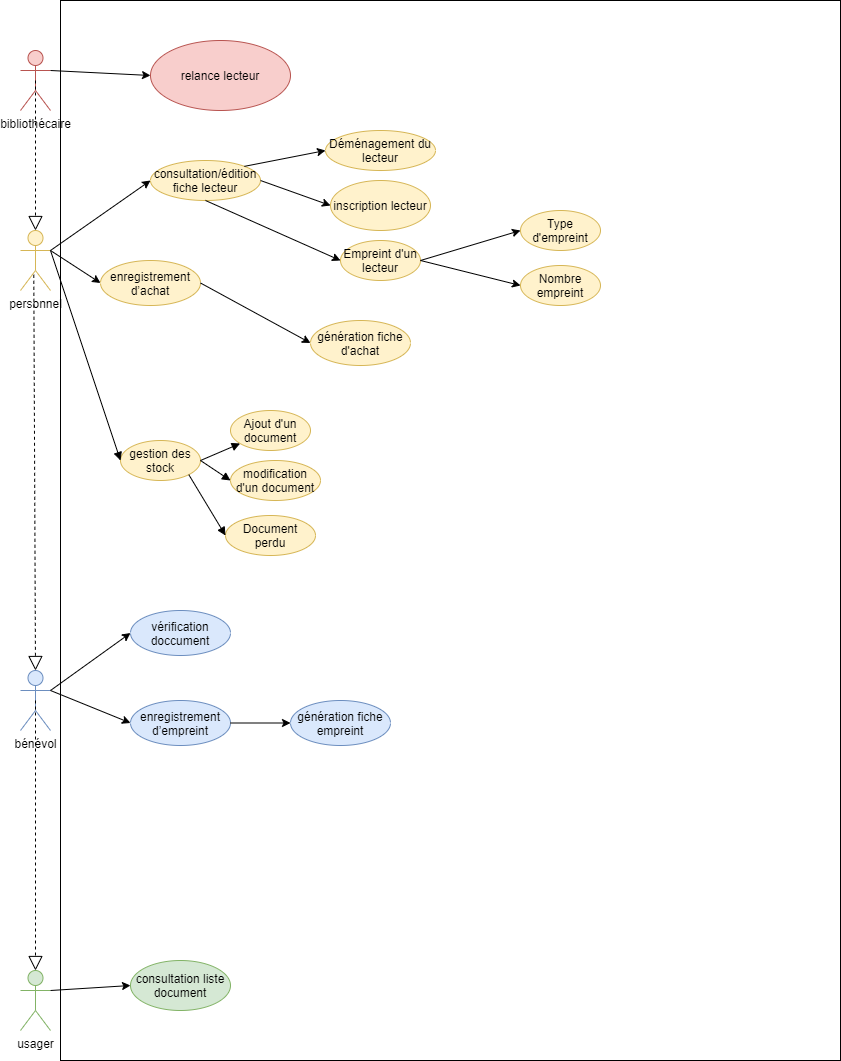 relance lecteur
bibliothécaire
Déménagement du
lecteur
consultation/édition
fiche lecteur
inscription lecteur
Type
d'empreint
Empreint d'un
lecteur
enregistrement
d'achat
Nombre
empreint
personnel
génération fiche
d'achat
Ajout d'un
document
gestion des
stock
modification
d'un document
Document
perdu
vérification
doccument
enregistrement
d'empreint
génération fiche
empreint
bénévol
consultation liste
document
usager